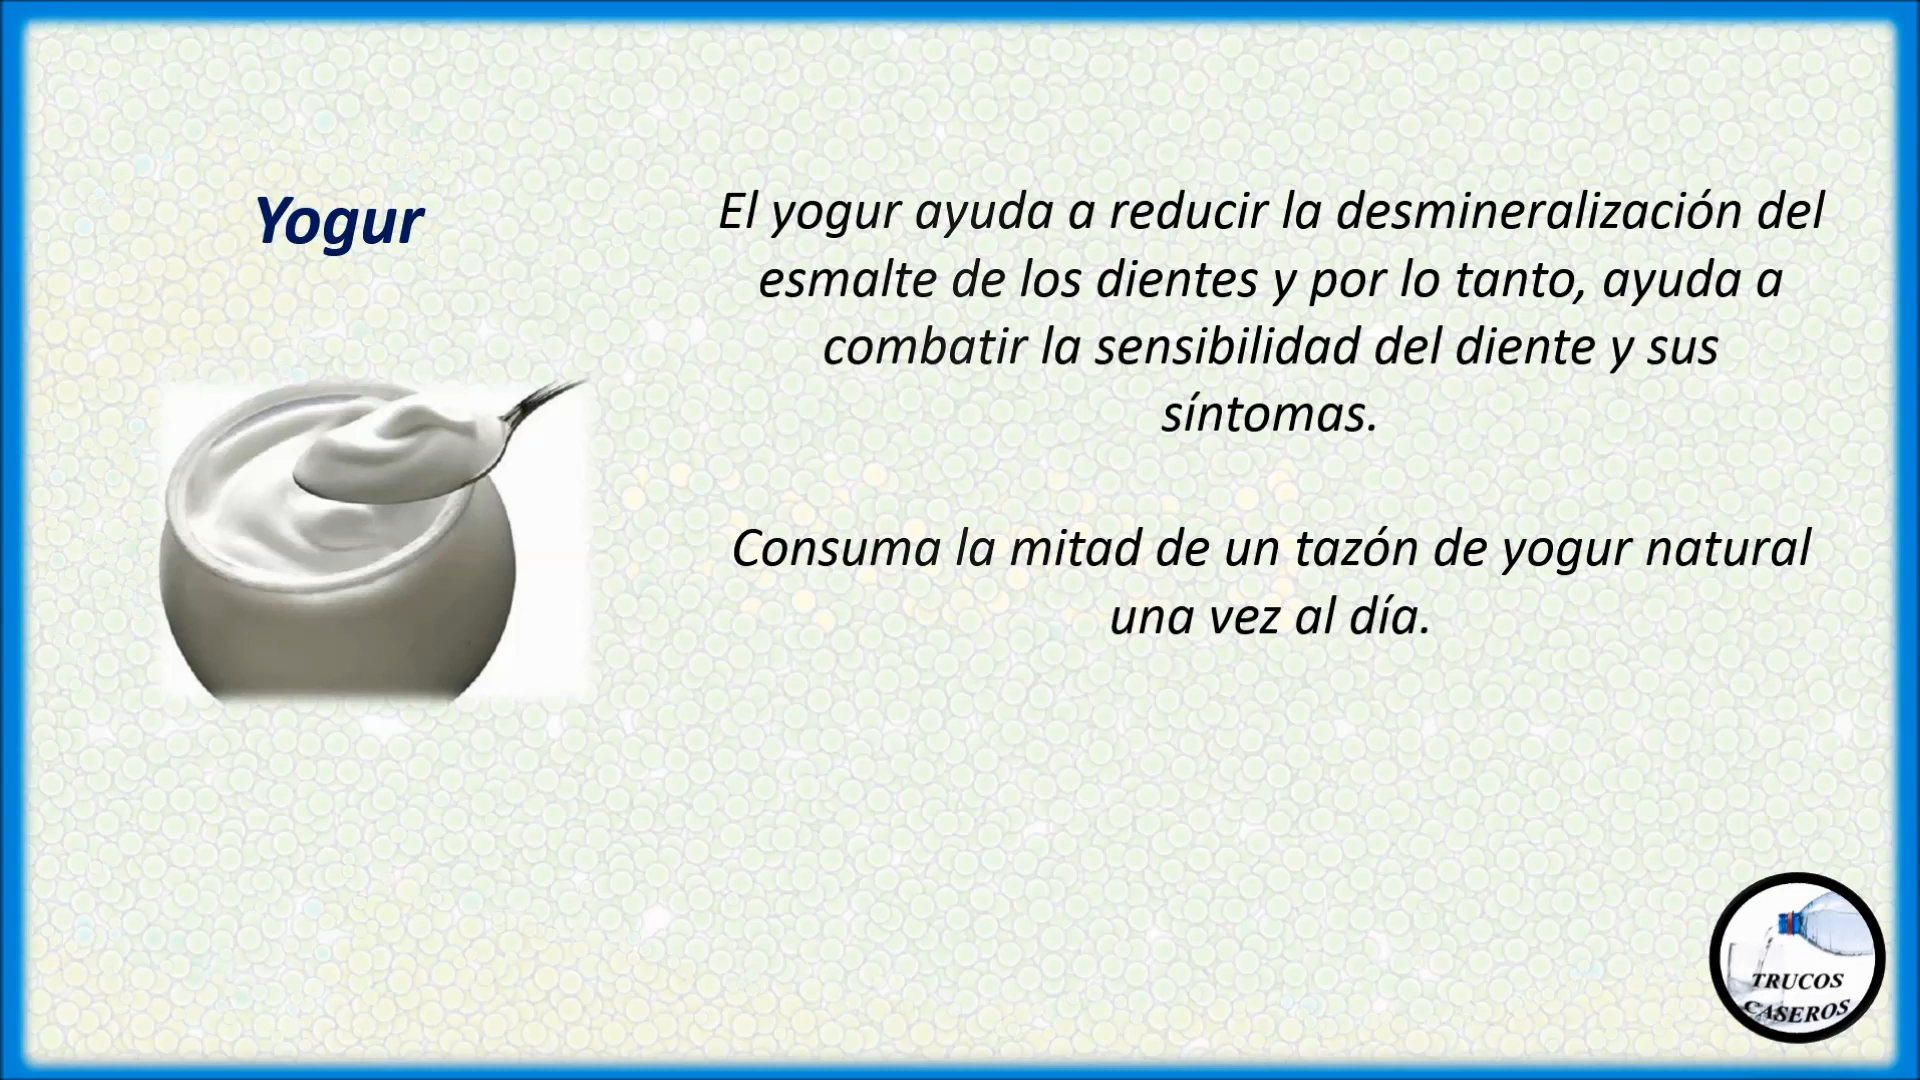 Yogur
El yogur ayuda a reducir la desmineralización del
esmalte de los dientes y por lo tanto, ayuda a
combatir la sensibilidad del diente y sus
síntomas.
Consuma la mitad de un tazón de yogur natural
una vez al día.
TRUCOS
CASEROS